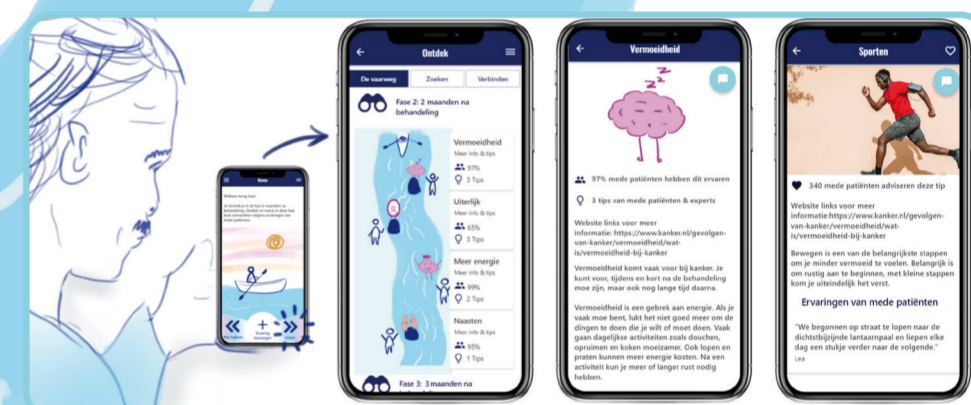 Home
Welkom terug Lea!
Ervaring
toevoegen
Ontdek
De vaarweg
Zoeken
Verbinden
Fase 2: 2 maanden na
behandeling
Vermoeidheid
Meer info & tips
97%
3 Tips
Uiterlijk
Meer info & tips
65%
3 Tips
Meer energie
Meer info & tips
99%
2 Tips
Naasten
Meer info & tips
95%
1 Tips
Fase 3: 3 maanden na
Vermoeidheid
97% mede patiënten hebben dit ervaren
3 tips van mede patiënten & experts
Website links voor meer
informatie: https://www.kanker.nl/gevolgen-
van-kanker/vermoeidheid/wat-
is/vermoeidheid-bij-kanker
Vermoeidheid komt vaak voor bij kanker. Je
kunt voor, tijdens en kort na de behandeling
moe zijn, maar ook nog lange tijd daarna.
Vermoeidheid is een gebrek aan energie. Als je
vaak moe bent, lukt het niet goed meer om de
dingen te doen die je wilt of moet doen. Vaak
gaan dagelijkse activiteiten zoals douchen,
opruimen en koken moeizamer. Ook lopen en
praten kunnen meer energie kosten. Na een
activiteit kun je meer of langer rust nodig
hebben.
Sporten
340 mede patiënten adviseren deze tip
Website links voor meer
informatie:https://www.kanker.nl/gevolgen-
van-kanker/vermoeidheid/wat-
is/vermoeidheid-bij-kanker
Bewegen is een van de belangrijkste stappen
om je minder vermoeid te voelen. Belangrijk is
om rustig aan te beginnen, met kleine stappen
kom je uiteindelijk het verst.
Ervaringen van mede patiënten
"We begonnen op straat te lopen naar de
dichtstbijzijnde lantaarnpaal en liepen elke
dag een stukje verder naar de volgende."
Lea